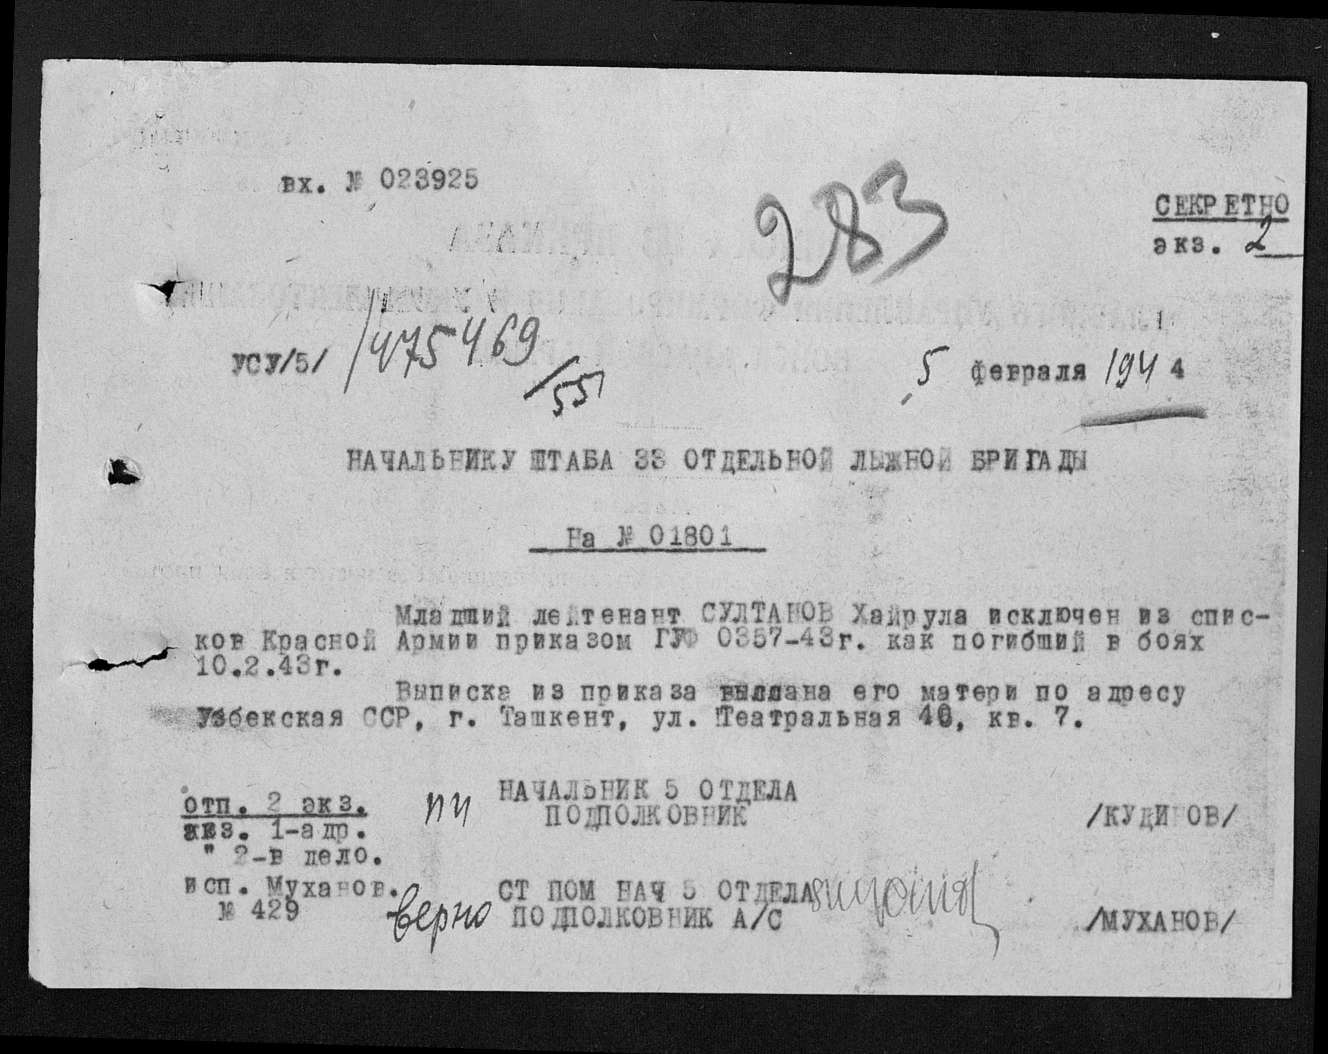 вх. № 023925
283
СЕКРЕТНО
экз. 2
УСУ/5/ 1475469/55
5 февраля 1944
НАЧАЛЬНИКУ ШТАБА 33 ОТДЕЛЬНОЙ ЛЫЖНОЙ БРИГАДЫ
На № 01801
Младший лейтенант СУЛТАНОВ Хайрула исключен из спис-
ков Красной Армии приказом ГУФ 0357-43г. как погибший в боях
10.2.43г.
Выписка из приказа выдана его матери по адресу
Узбекская ССР, г. Ташкент, ул. Театральная 40, кв. 7.
НАЧАЛЬНИК 5 ОТДЕЛА
ПОДПОЛКОВНИК /КУДИНОВ/
отп. 2 экз. пч
экз. 1-адр.
" 2-в дело.
исп. Муханов.
№ 429
СТ ПОМ НАЧ 5 ОТДЕЛА
верно ПОДПОЛКОВНИК А/С /МУХАНОВ/